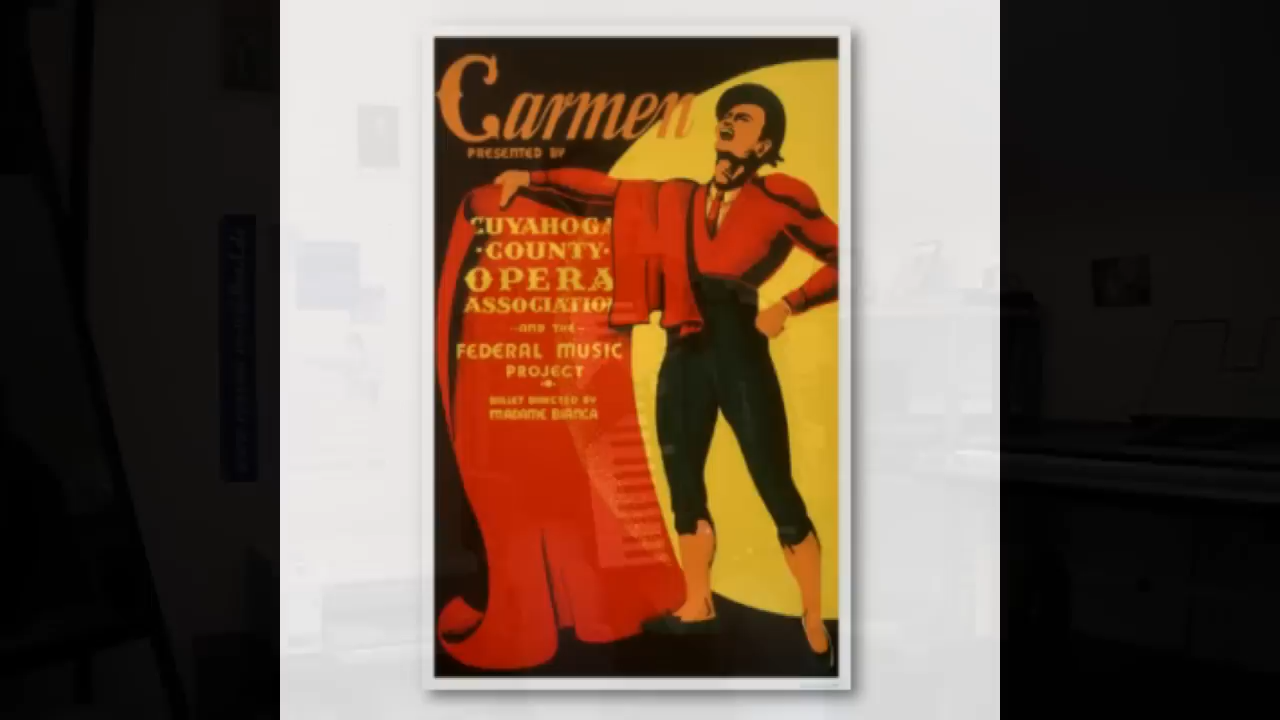 Carmen
PRESENTED BY
CUYAHOGA
·COUNTY·
OPERA
ASSOCIATION
-AND THE-
FEDERAL MUSIC
PROJECT
BALLET DIRECTED BY
MADAME BIANCA